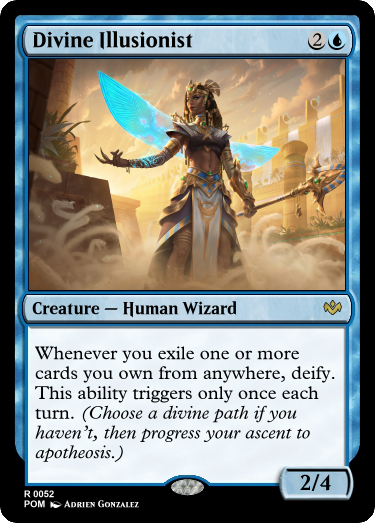 Divine Illusionist 2
Creature — Human Wizard
Whenever you exile one or more
cards you own from anywhere, deify.
This ability triggers only once each
turn. (Choose a divine path if you
haven't, then progress your ascent to
apotheosis.)
2/4
R 0052
POM Adrien Gonzalez